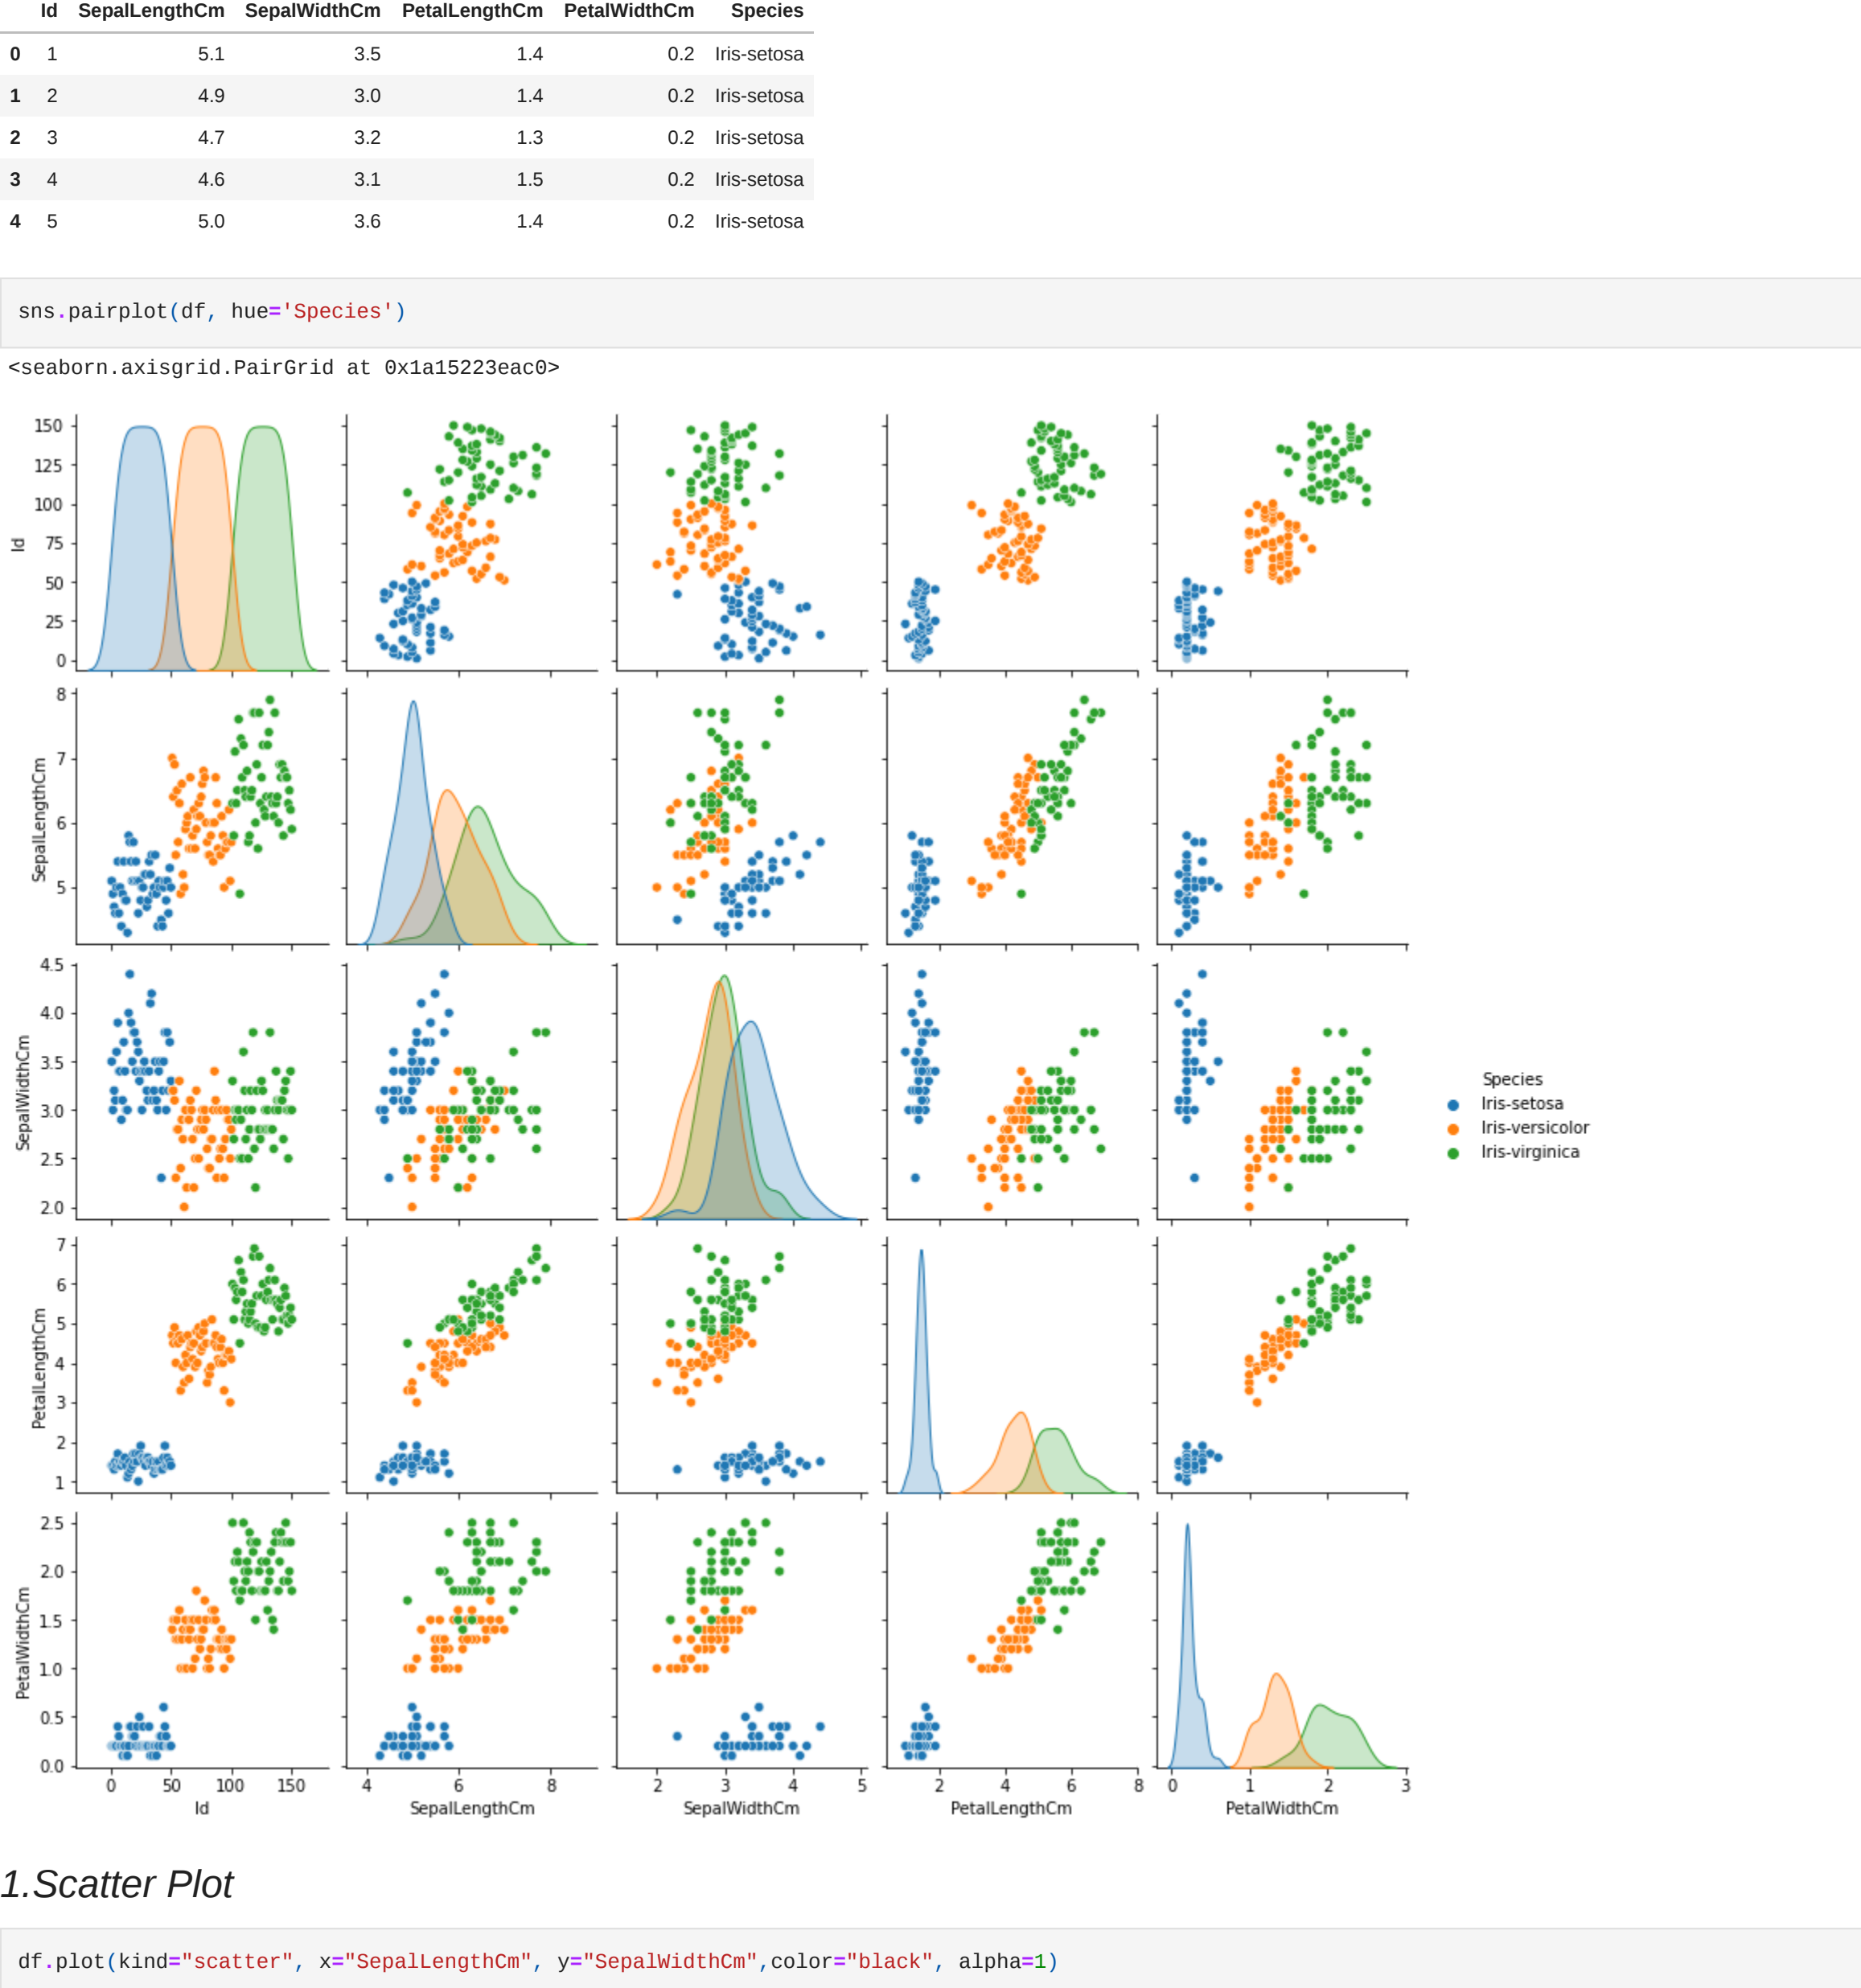 Id SepalLengthCm SepalWidthCm PetalLengthCm PetalWidthCm Species
0 1 5.1 3.5 1.4 0.2 Iris-setosa
1 2 4.9 3.0 1.4 0.2 Iris-setosa
2 3 4.7 3.2 1.3 0.2 Iris-setosa
3 4 4.6 3.1 1.5 0.2 Iris-setosa
4 5 5.0 3.6 1.4 0.2 Iris-setosa
sns.pairplot(df, hue='Species')
<seaborn.axisgrid.PairGrid at 0x1a15223eac0>
150
125
100
75
50
25
0
Id
8
7
6
5
SepalLengthCm
4.5
4.0
3.5
3.0
2.5
2.0
SepalWidthCm
Species
Iris-setosa
Iris-versicolor
Iris-virginica
7
6
5
4
3
2
1
PetalLengthCm
2.5
2.0
1.5
1.0
0.5
0.0
PetalWidthCm
0 50 100 150 4 6 8 2 3 4 5 2 4 6 8 0 1 2 3
Id SepalLengthCm SepalWidthCm PetalLengthCm PetalWidthCm
1.Scatter Plot
df.plot(kind="scatter", x="SepalLengthCm", y="SepalWidthCm",color="black", alpha=1)